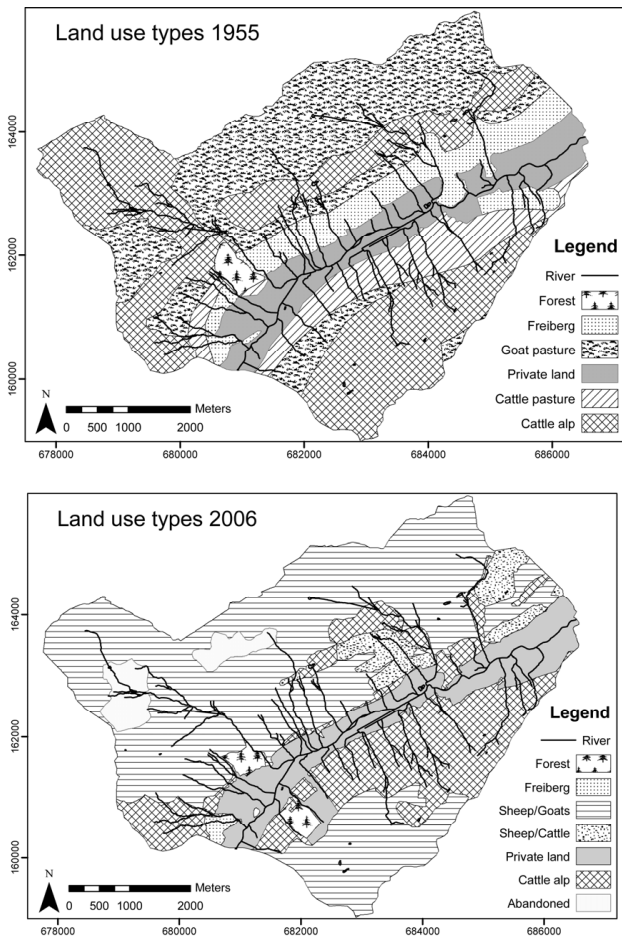 Land use types 1955
164000
162000
160000
Legend
River
Forest
Freiberg
Goat pasture
Private land
Cattle pasture
Cattle alp
N
Meters
0 500 1000 2000
678000 680000 682000 684000 686000
Land use types 2006
164000
162000
160000
Legend
River
Forest
Freiberg
Sheep/Goats
Sheep/Cattle
Private land
Cattle alp
Abandoned
N
Meters
0 500 1000 2000
678000 680000 682000 684000 686000